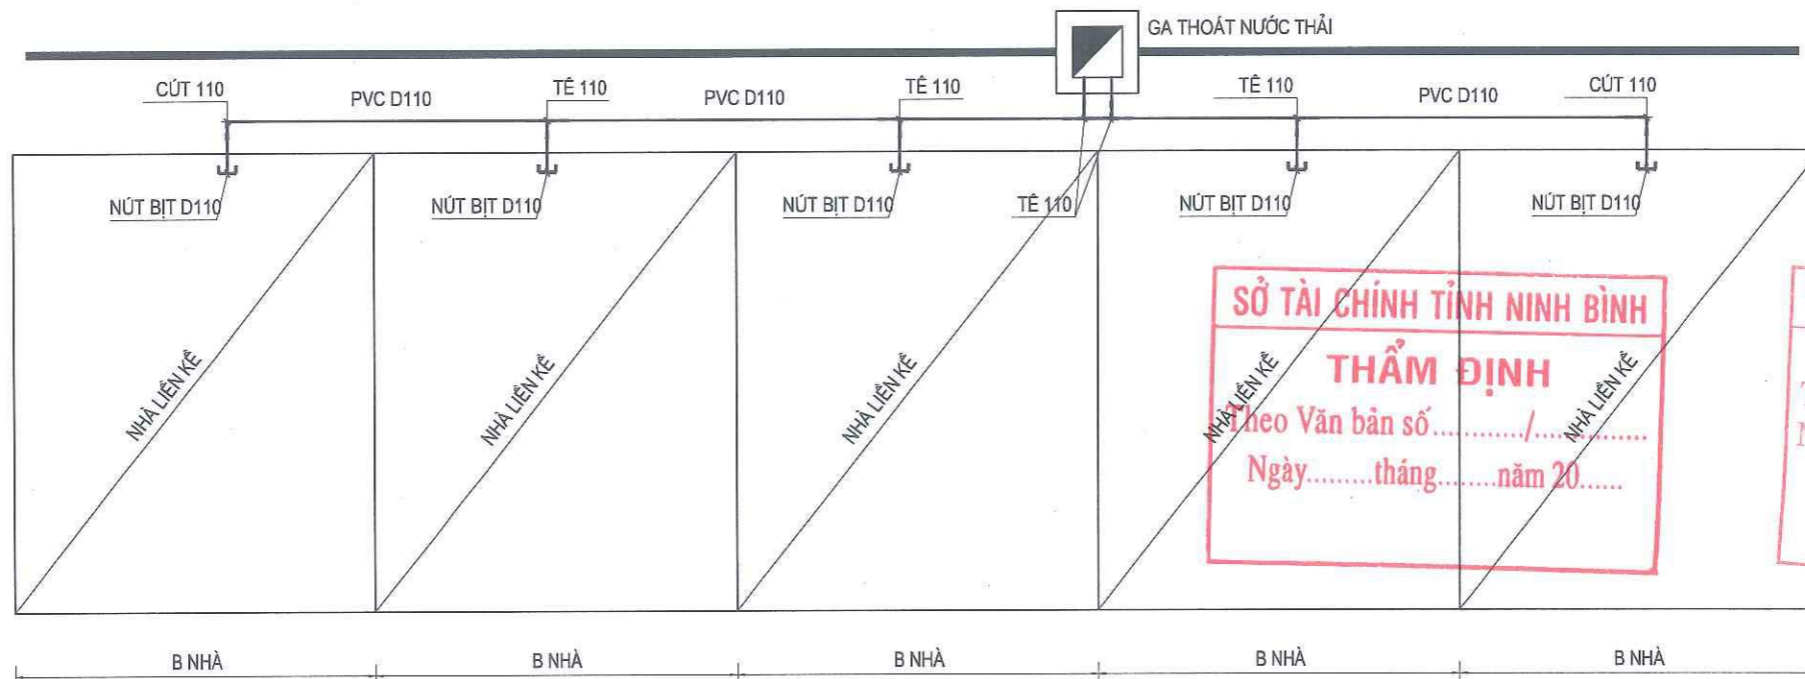 GA THOÁT NƯỚC THẢI
CÚT 110
PVC D110
TÊ 110
PVC D110
TÊ 110
TÊ 110
PVC D110
CÚT 110
NÚT BỊT D110
NÚT BỊT D110
NÚT BỊT D110
TÊ 110
NÚT BỊT D110
NÚT BỊT D110
NHÀ LIỀN KỀ
NHÀ LIỀN KỀ
NHÀ LIỀN KỀ
NHÀ LIỀN KỀ
NHÀ LIỀN KỀ
SỞ TÀI CHÍNH TỈNH NINH BÌNH
THẨM ĐỊNH
Theo Văn bản số.........../..............
Ngày.........tháng........năm 20......
B NHÀ
B NHÀ
B NHÀ
B NHÀ
B NHÀ